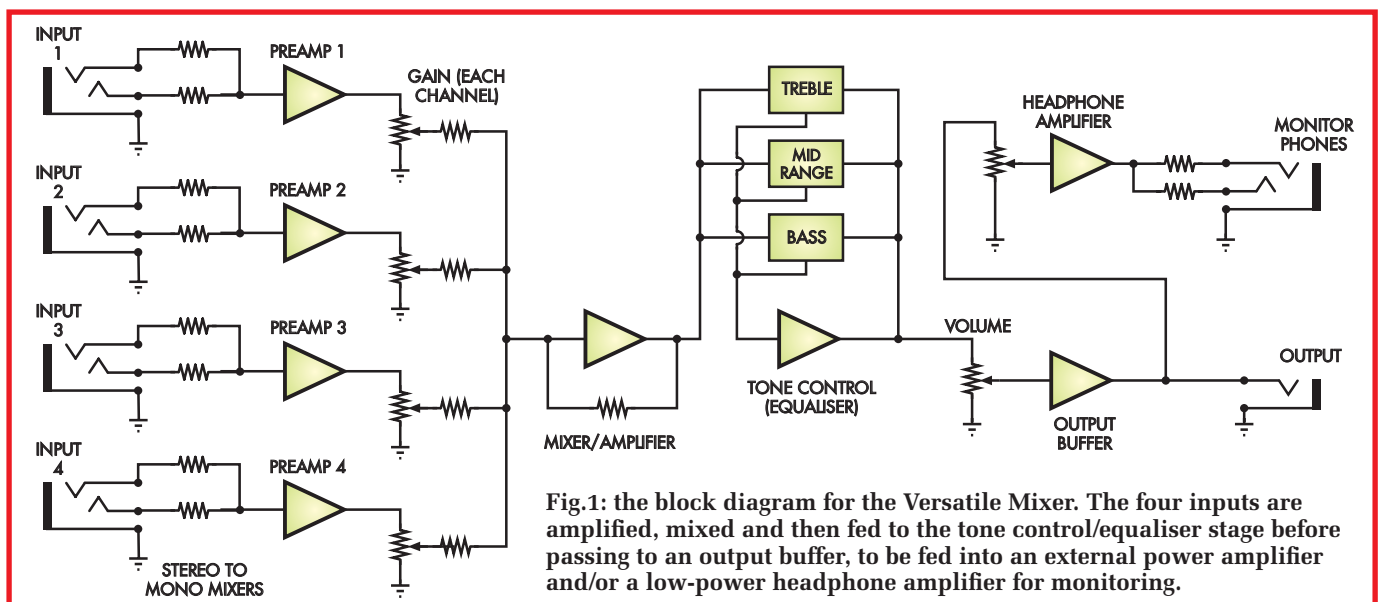 INPUT
1
PREAMP 1
GAIN (EACH
CHANNEL)
INPUT
2
PREAMP 2
INPUT
3
PREAMP 3
INPUT
4
PREAMP 4
STEREO TO
MONO MIXERS
MIXER/AMPLIFIER
TREBLE
MID
RANGE
BASS
TONE CONTROL
(EQUALISER)
VOLUME
HEADPHONE
AMPLIFIER
MONITOR
PHONES
OUTPUT
BUFFER
OUTPUT
Fig.1: the block diagram for the Versatile Mixer. The four inputs are
amplified, mixed and then fed to the tone control/equaliser stage before
passing to an output buffer, to be fed into an external power amplifier
and/or a low-power headphone amplifier for monitoring.